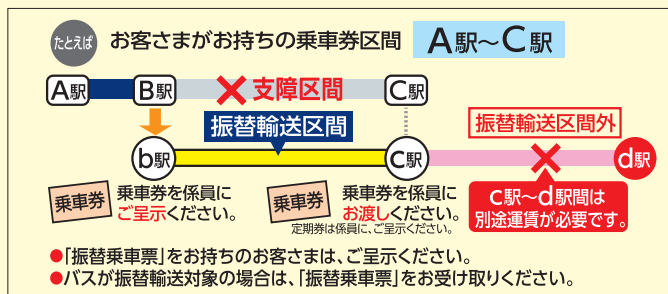 たとえば お客さまがお持ちの乗車券区間 A駅～C駅
A駅 B駅 支障区間 C駅
振替輸送区間 振替輸送区間外
b駅 c駅 d駅
乗車券 乗車券を係員に
ご呈示ください。
乗車券 乗車券を係員に
お渡しください。
定期券は係員に、ご呈示ください。
c駅～d駅間は
別途運賃が必要です。
●「振替乗車票」をお持ちのお客さまは、ご呈示ください。
●バスが振替輸送対象の場合は、「振替乗車票」をお受け取りください。